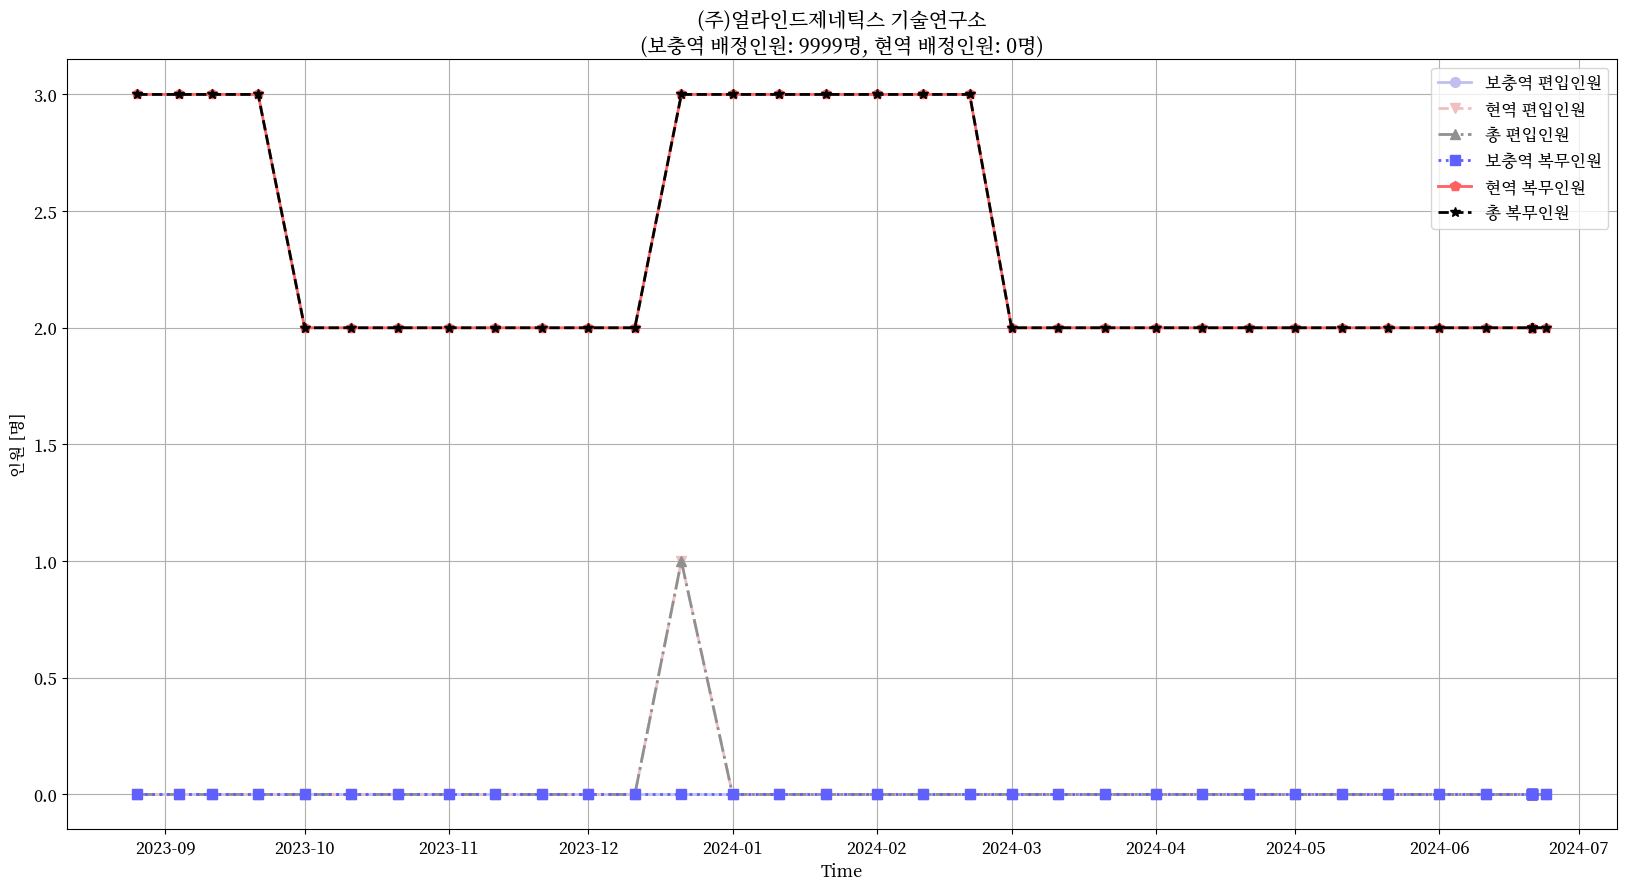 (주)얼라인드제네틱스 기술연구소
(보충역 배정인원: 9999명, 현역 배정인원: 0명)
보충역 편입인원
현역 편입인원
총 편입인원
보충역 복무인원
현역 복무인원
총 복무인원
인원 [명]
3.0
2.5
2.0
1.5
1.0
0.5
0.0
2023-09 2023-10 2023-11 2023-12 2024-01 2024-02 2024-03 2024-04 2024-05 2024-06 2024-07
Time